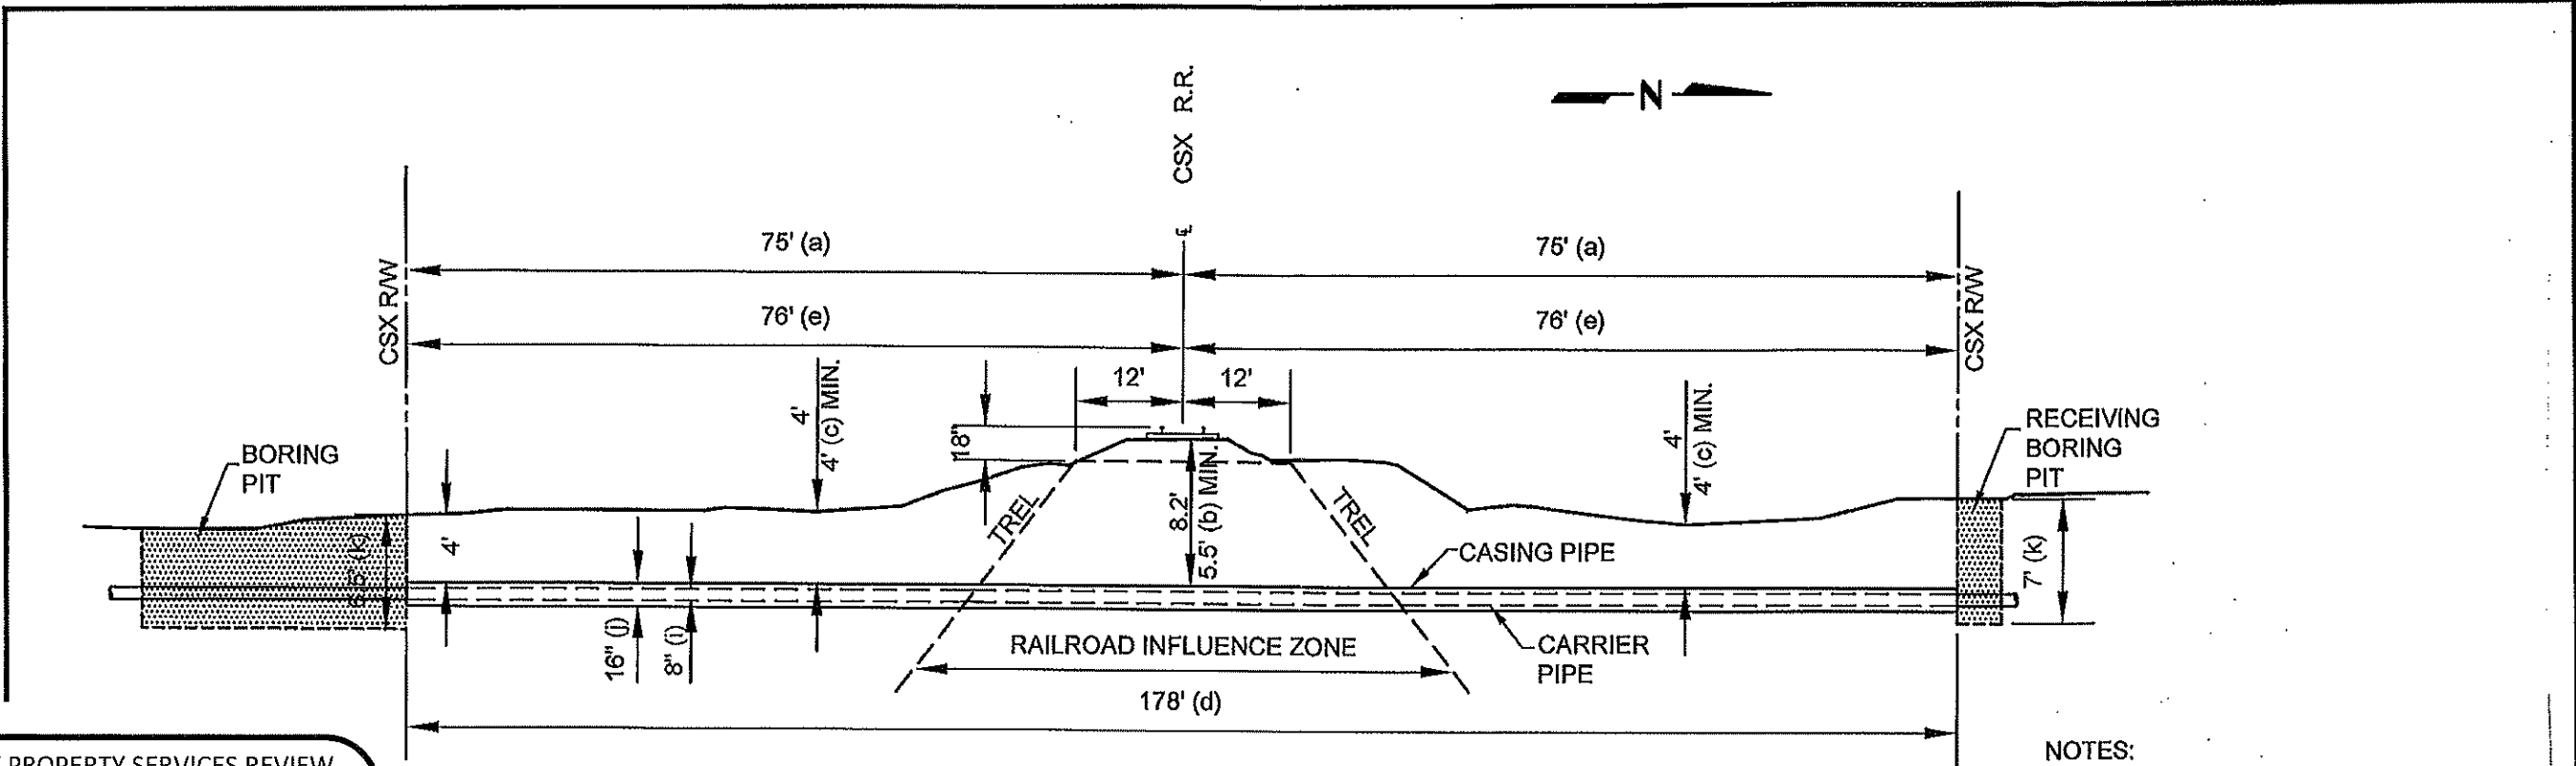 CSX R.R.
N
℄
75' (a)
75' (a)
CSX R/W
CSX R/W
76' (e)
76' (e)
12'
12'
4'
4' (c) MIN.
4'
4' (c) MIN.
18"
BORING
PIT
RECEIVING
BORING
PIT
TREL
TREL
8.2'
5.5' (b) MIN.
6.5' (k)
4'
7' (k)
CASING PIPE
16" (j)
8" (i)
RAILROAD INFLUENCE ZONE
CARRIER
PIPE
178' (d)
NOTES:
PROPERTY SERVICES REVIEW